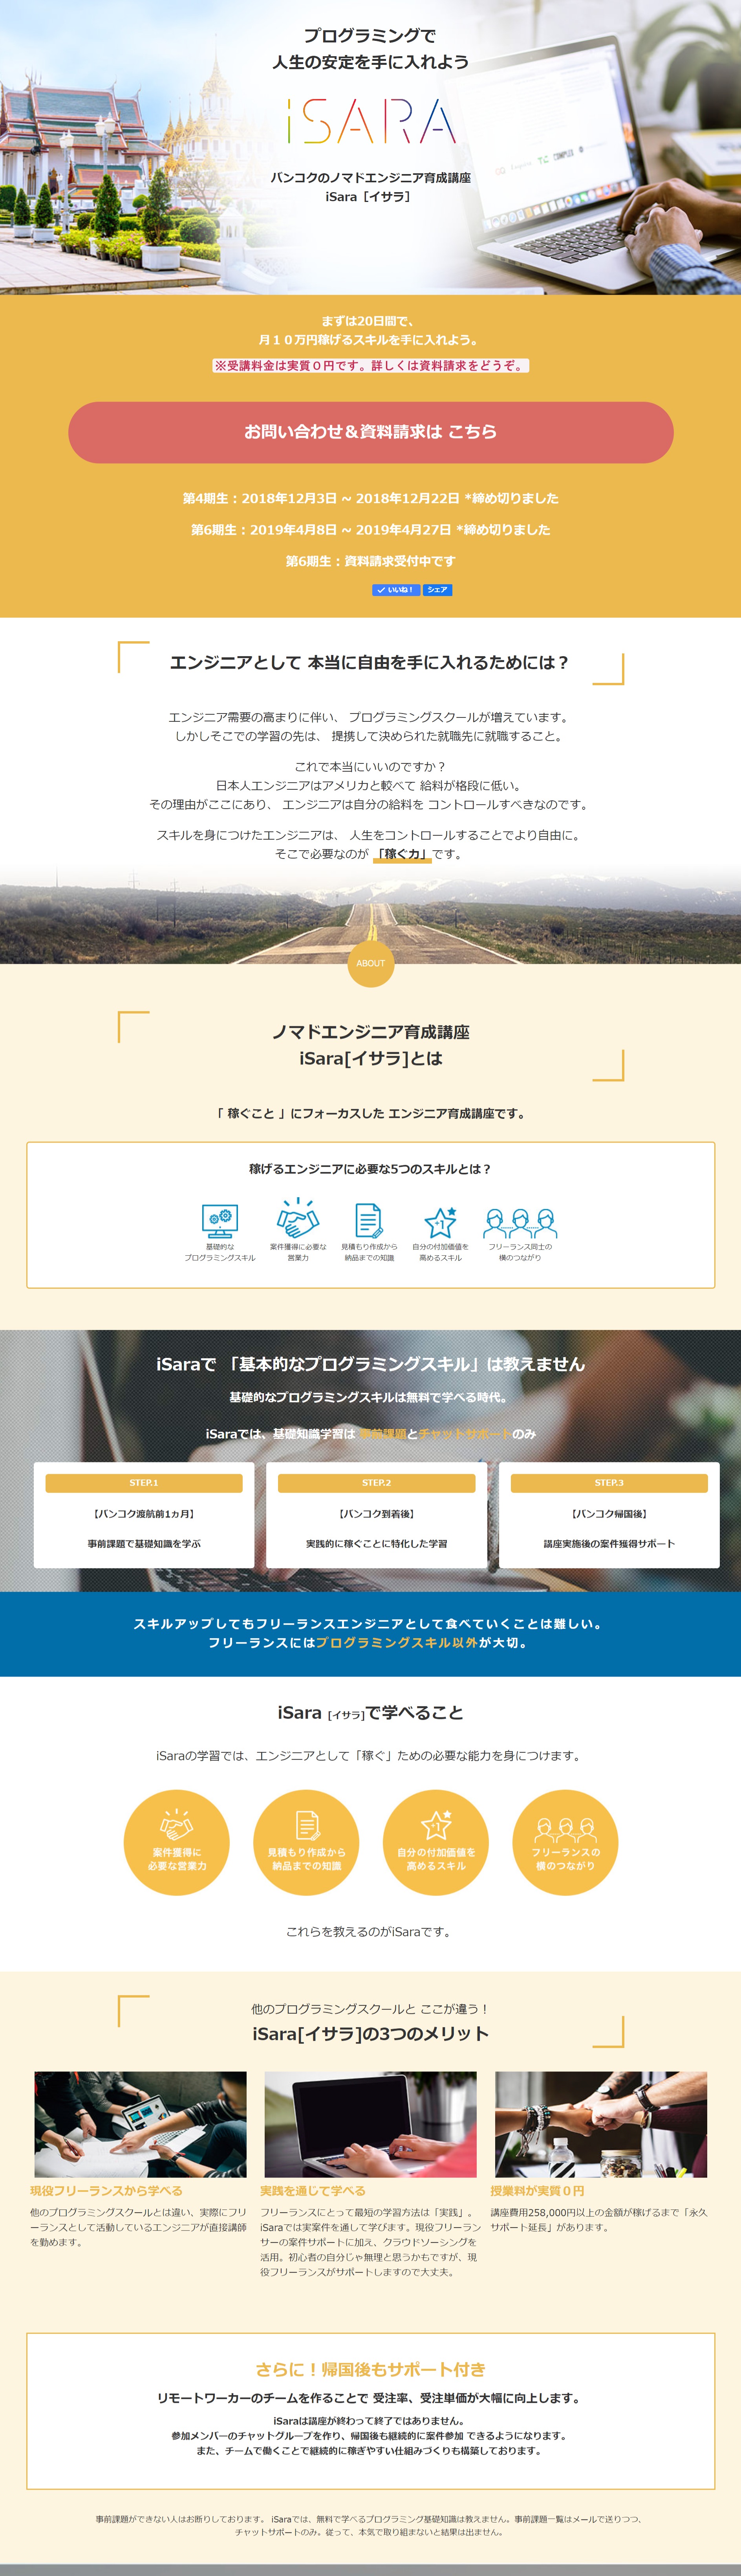 プログラミングで
人生の安定を手に入れよう
iSARA
バンコクのノマドエンジニア育成講座
iSara［イサラ］
まずは20日間で、
月１０万円稼げるスキルを手に入れよう。
※受講料金は実質０円です。詳しくは資料請求をどうぞ。
お問い合わせ＆資料請求は こちら
第4期生：2018年12月3日 ~ 2018年12月22日 *締め切りました
第6期生：2019年4月8日 ~ 2019年4月27日 *締め切りました
第6期生：資料請求受付中です
いいね！ シェア
エンジニアとして 本当に自由を手に入れるためには？
エンジニア需要の高まりに伴い、 プログラミングスクールが増えています。
しかしそこでの学習の先は、 提携して決められた就職先に就職すること。
これで本当にいいのですか？
日本人エンジニアはアメリカと較べて 給料が格段に低い。
その理由がここにあり、 エンジニアは自分の給料を コントロールすべきなのです。
スキルを身につけたエンジニアは、 人生をコントロールすることでより自由に。
そこで必要なのが 「稼ぐ力」です。
ABOUT
ノマドエンジニア育成講座
iSara[イサラ]とは
「 稼ぐこと 」にフォーカスした エンジニア育成講座です。
稼げるエンジニアに必要な5つのスキルとは？
+1
基礎的な
プログラミングスキル
案件獲得に必要な
営業力
見積もり作成から
納品までの知識
自分の付加価値を
高めるスキル
フリーランス同士の
横のつながり
iSaraで 「基本的なプログラミングスキル」は教えません
基礎的なプログラミングスキルは無料で学べる時代。
iSaraでは、基礎知識学習は 事前課題とチャットサポートのみ
STEP.1
【バンコク渡航前1ヵ月】
事前課題で基礎知識を学ぶ
STEP.2
【バンコク到着後】
実践的に稼ぐことに特化した学習
STEP.3
【バンコク帰国後】
講座実施後の案件獲得サポート
スキルアップしてもフリーランスエンジニアとして食べていくことは難しい。
フリーランスにはプログラミングスキル以外が大切。
iSara [イサラ]で学べること
iSaraの学習では、エンジニアとして「稼ぐ」ための必要な能力を身につけます。
案件獲得に
必要な営業力
見積もり作成から
納品までの知識
+1
自分の付加価値を
高めるスキル
フリーランスの
横のつながり
これらを教えるのがiSaraです。
他のプログラミングスクールと ここが違う！
iSara[イサラ]の3つのメリット
現役フリーランスから学べる
他のプログラミングスクールとは違い、実際にフリ
ーランスとして活動しているエンジニアが直接講師
を勤めます。
実践を通して学べる
フリーランスにとって最短の学習方法は「実践」。
iSaraでは実案件を通して学びます。現役フリーラン
サーの案件サポートに加え、クラウドソーシングを
活用。初心者の自分じゃ無理と思うかもですが、現
役フリーランスがサポートしますので大丈夫。
授業料が実質０円
講座費用258,000円以上の金額が稼げるまで「永久
サポート延長」があります。
さらに！帰国後もサポート付き
リモートワーカーのチームを作ることで 受注率、受注単価が大幅に向上します。
iSaraは講座が終わって終了ではありません。
参加メンバーのチャットグループを作り、帰国後も継続的に案件参加 できるようになります。
また、チームで働くことで継続的に稼ぎやすい仕組みづくりも構築しております。
事前課題ができない人はお断りしております。 iSaraでは、無料で学べるプログラミング基礎知識は教えません。事前課題一覧はメールで送りつつ、
チャットサポートのみ。従って、本気で取り組まないと結果は出ません。